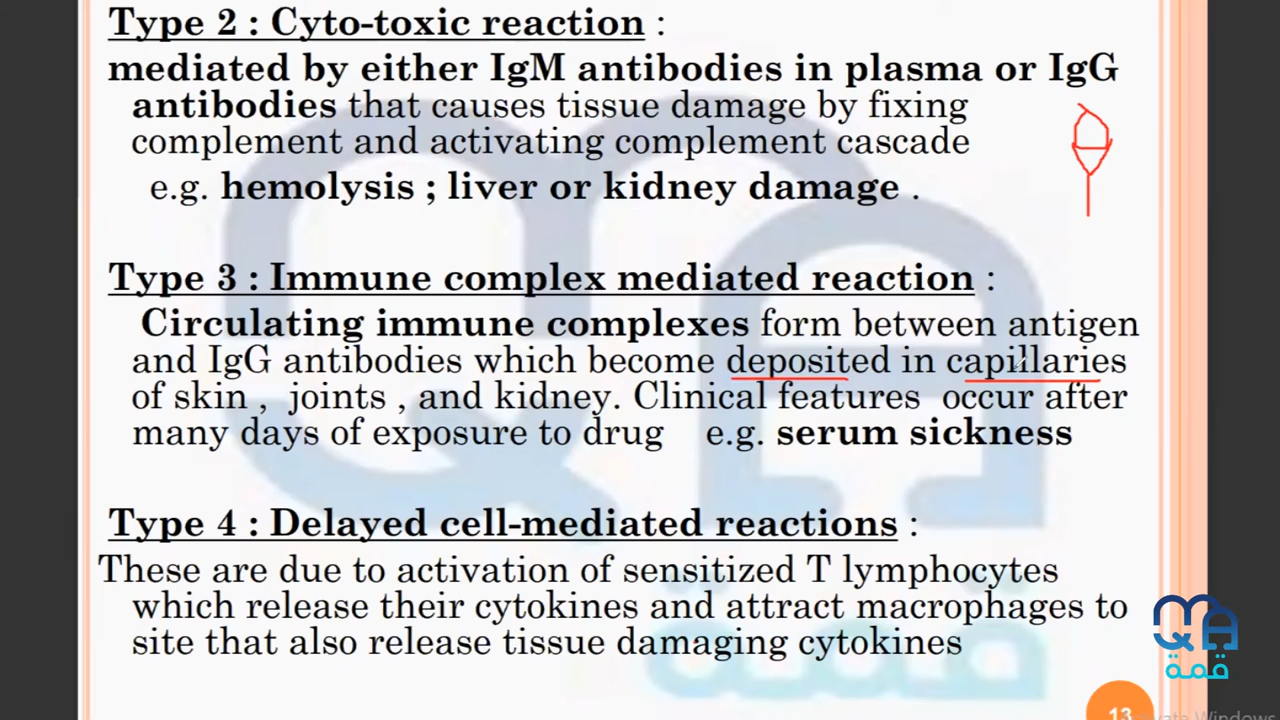 Type 2 : Cyto-toxic reaction :
mediated by either IgM antibodies in plasma or IgG
antibodies that causes tissue damage by fixing
complement and activating complement cascade
e.g. hemolysis ; liver or kidney damage .
Type 3 : Immune complex mediated reaction :
Circulating immune complexes form between antigen
and IgG antibodies which become deposited in capillaries
of skin , joints , and kidney. Clinical features occur after
many days of exposure to drug e.g. serum sickness
Type 4 : Delayed cell-mediated reactions :
These are due to activation of sensitized T lymphocytes
which release their cytokines and attract macrophages to
site that also release tissue damaging cytokines
QMA
قمة
13
vate Windows